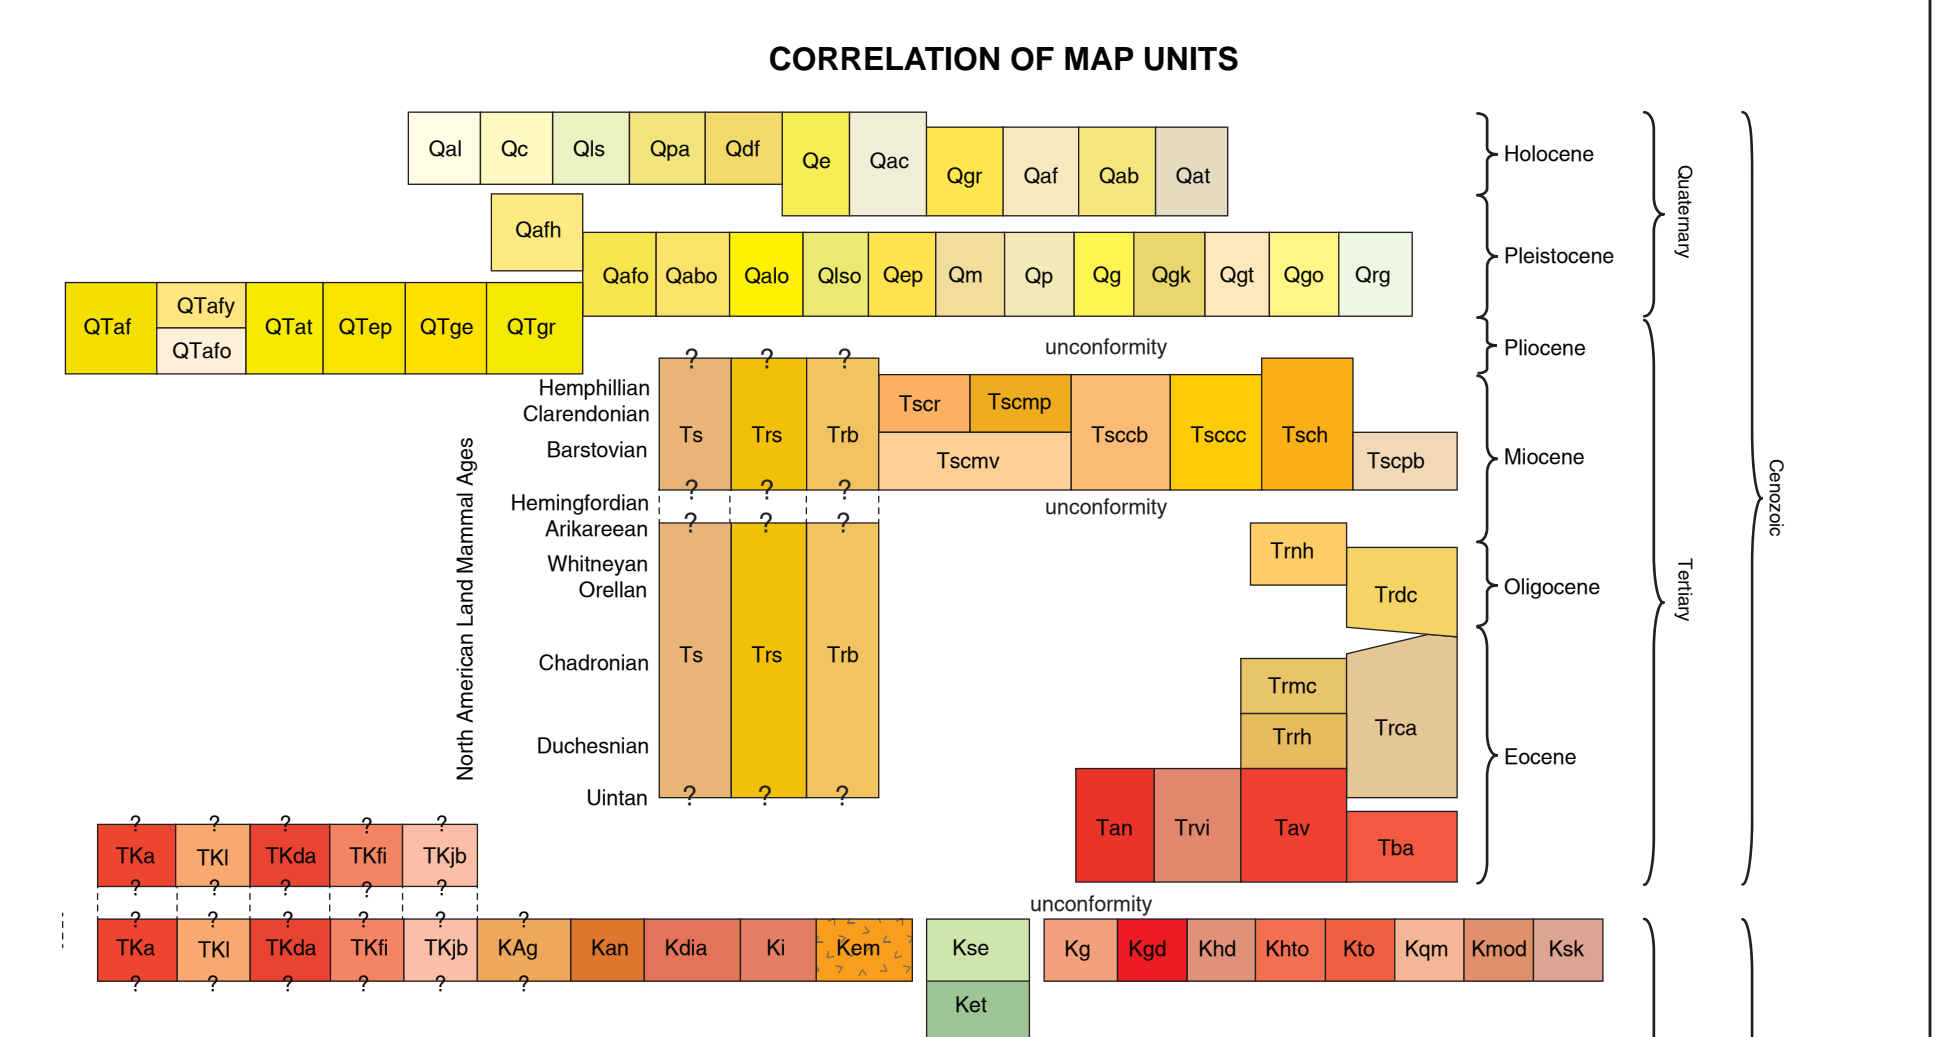 CORRELATION OF MAP UNITS
Qal Qc Qls Qpa Qdf Qe Qac Qgr Qaf Qab Qat
Holocene
Quaternary
Qafh
Qafo Qabo Qalo Qlso Qep Qm Qp Qg Qgk Qgt Qgo Qrg
Pleistocene
QTaf QTafy QTat QTep QTge QTgr
QTafo
unconformity
Pliocene
? ? ?
Hemphillian
Clarendonian
Barstovian
Ts Trs Trb Tscr Tscmp Tsccb Tsccc Tsch
Tscmv Tscpb
Miocene
Cenozoic
? ? ?
unconformity
Hemingfordian
Arikareean
? ? ?
North American Land Mammal Ages
Whitneyan
Orellan
Trnh
Trdc
Oligocene
Tertiary
Chadronian
Ts Trs Trb
Trmc
Trrh
Trca
Duchesnian
Eocene
Uintan
? ? ?
Tan Trvi Tav Tba
? ? ? ? ?
TKa TKl TKda TKfi TKjb
? ? ? ? ?
unconformity
? ? ? ? ? ?
TKa TKl TKda TKfi TKjb KAg Kan Kdia Ki Kem Kse Kg Kgd Khd Khto Kto Kqm Kmod Ksk
? ? ? ? ? ?
Ket